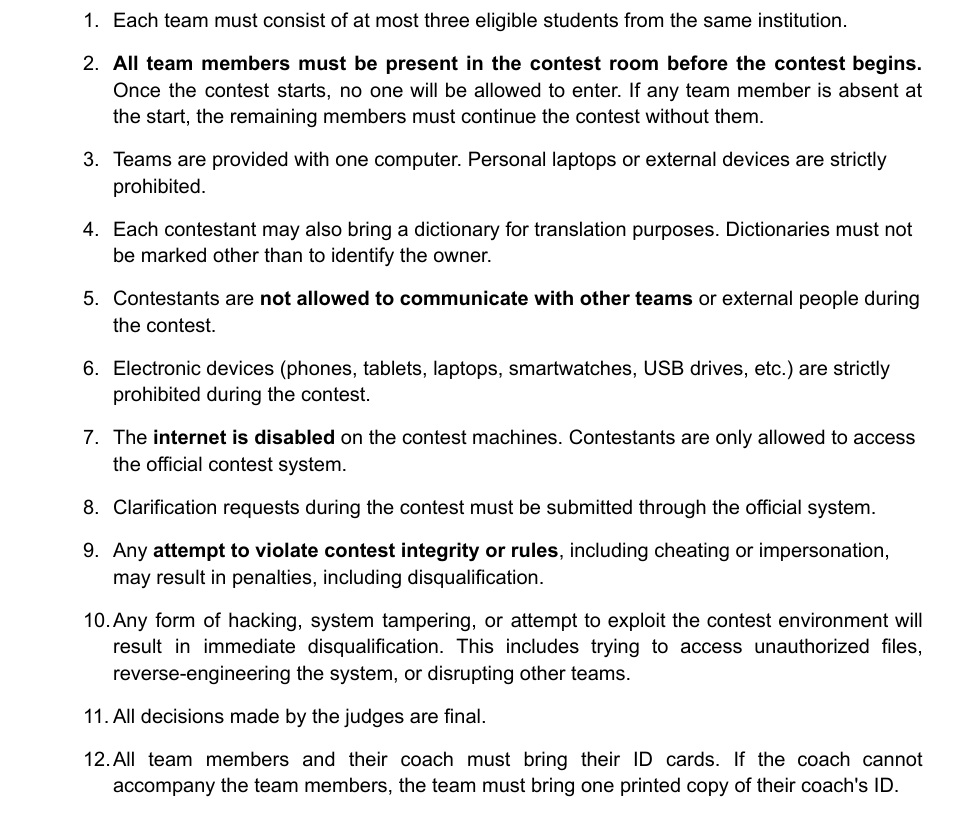 1. Each team must consist of at most three eligible students from the same institution.
2. All team members must be present in the contest room before the contest begins.
Once the contest starts, no one will be allowed to enter. If any team member is absent at
the start, the remaining members must continue the contest without them.
3. Teams are provided with one computer. Personal laptops or external devices are strictly
prohibited.
4. Each contestant may also bring a dictionary for translation purposes. Dictionaries must not
be marked other than to identify the owner.
5. Contestants are not allowed to communicate with other teams or external people during
the contest.
6. Electronic devices (phones, tablets, laptops, smartwatches, USB drives, etc.) are strictly
prohibited during the contest.
7. The internet is disabled on the contest machines. Contestants are only allowed to access
the official contest system.
8. Clarification requests during the contest must be submitted through the official system.
9. Any attempt to violate contest integrity or rules, including cheating or impersonation,
may result in penalties, including disqualification.
10. Any form of hacking, system tampering, or attempt to exploit the contest environment will
result in immediate disqualification. This includes trying to access unauthorized files,
reverse-engineering the system, or disrupting other teams.
11. All decisions made by the judges are final.
12. All team members and their coach must bring their ID cards. If the coach cannot
accompany the team members, the team must bring one printed copy of their coach's ID.